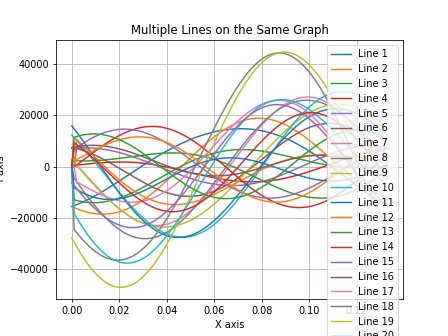 Multiple Lines on the Same Graph
40000
20000
0
−20000
−40000
axis
0.00
0.02
0.04
0.06
0.08
0.10
X axis
Line 1
Line 2
Line 3
Line 4
Line 5
Line 6
Line 7
Line 8
Line 9
Line 10
Line 11
Line 12
Line 13
Line 14
Line 15
Line 16
Line 17
Line 18
Line 19
Line 20